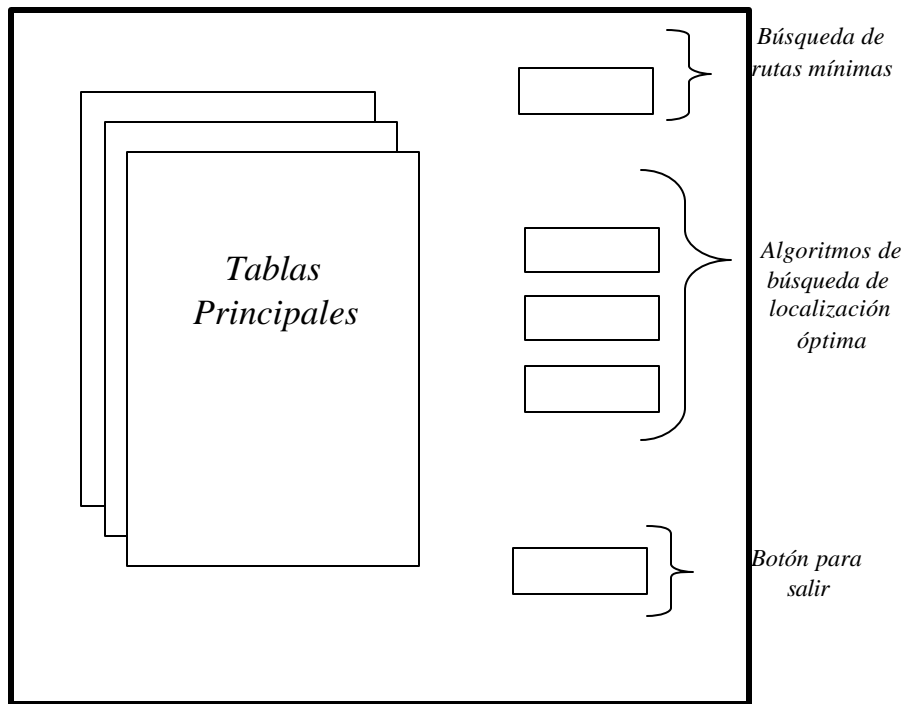 Búsqueda de
rutas mínimas
Tablas
Principales
Algoritmos de
búsqueda de
localización
óptima
Botón para
salir